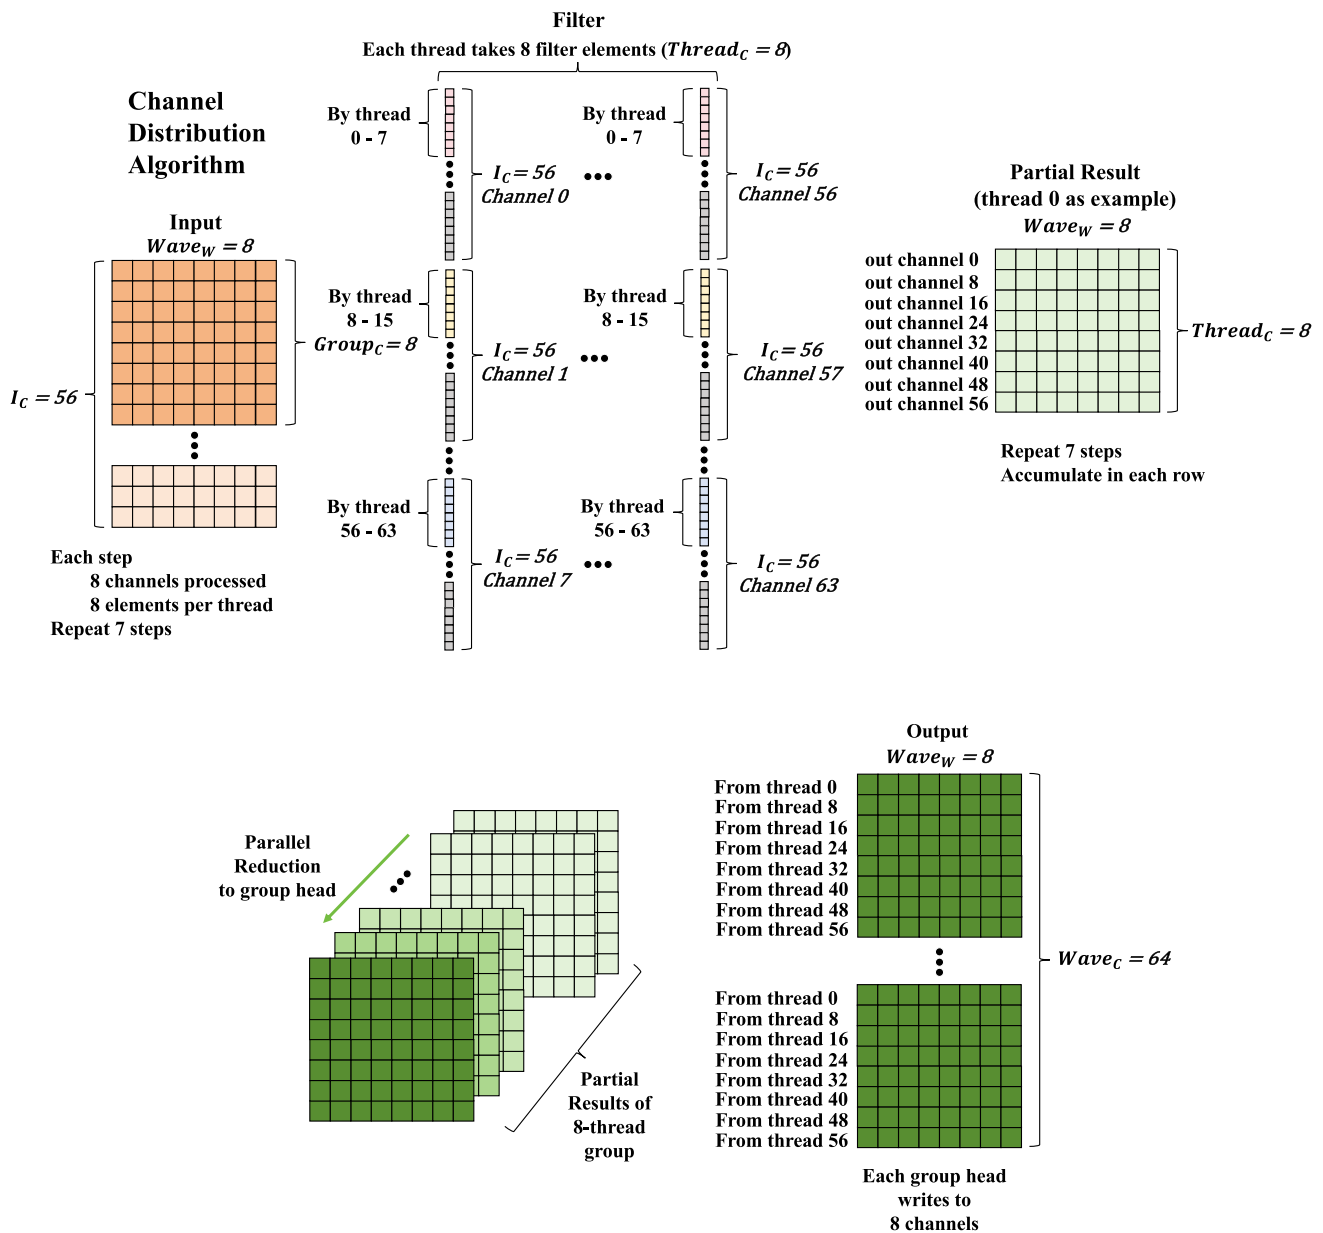 Filter
Each thread takes 8 filter elements (Thread_C = 8)
Channel
Distribution
Algorithm
Input
Wave_W = 8
I_C = 56
Group_C = 8
Each step
8 channels processed
8 elements per thread
Repeat 7 steps
By thread
0 - 7
I_C = 56
Channel 0
By thread
0 - 7
I_C = 56
Channel 56
By thread
8 - 15
I_C = 56
Channel 1
By thread
8 - 15
I_C = 56
Channel 57
By thread
56 - 63
I_C = 56
Channel 7
By thread
56 - 63
I_C = 56
Channel 63
Partial Result
(thread 0 as example)
Wave_W = 8
out channel 0
out channel 8
out channel 16
out channel 24
out channel 32
out channel 40
out channel 48
out channel 56
Thread_C = 8
Repeat 7 steps
Accumulate in each row
Parallel
Reduction
to group head
Partial
Results of
8-thread
group
Output
Wave_W = 8
From thread 0
From thread 8
From thread 16
From thread 24
From thread 32
From thread 40
From thread 48
From thread 56
Wave_C = 64
From thread 0
From thread 8
From thread 16
From thread 24
From thread 32
From thread 40
From thread 48
From thread 56
Each group head
writes to
8 channels